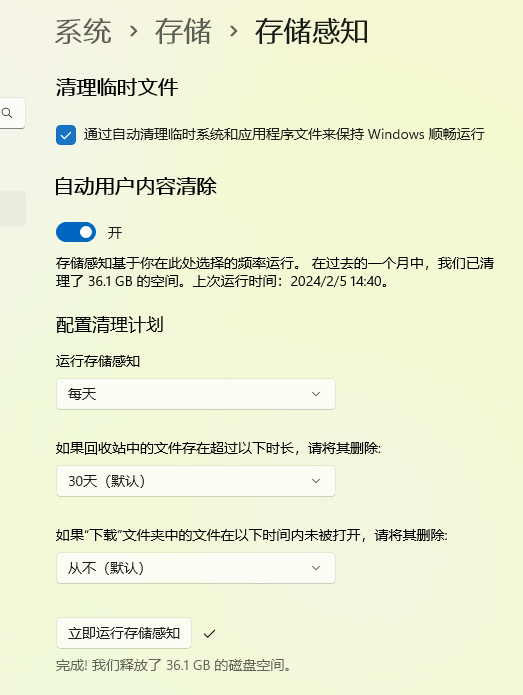 系统 › 存储 › 存储感知
清理临时文件
通过自动清理临时系统和应用程序文件来保持 Windows 顺畅运行
自动用户内容清除
开
存储感知基于你在此处选择的频率运行。 在过去的一个月中，我们已清
理了 36.1 GB 的空间。上次运行时间：2024/2/5 14:40。
配置清理计划
运行存储感知
每天
如果回收站中的文件存在超过以下时长，请将其删除:
30天（默认）
如果“下载”文件夹中的文件在以下时间内未被打开，请将其删除:
从不（默认）
立即运行存储感知
完成! 我们释放了 36.1 GB 的磁盘空间。